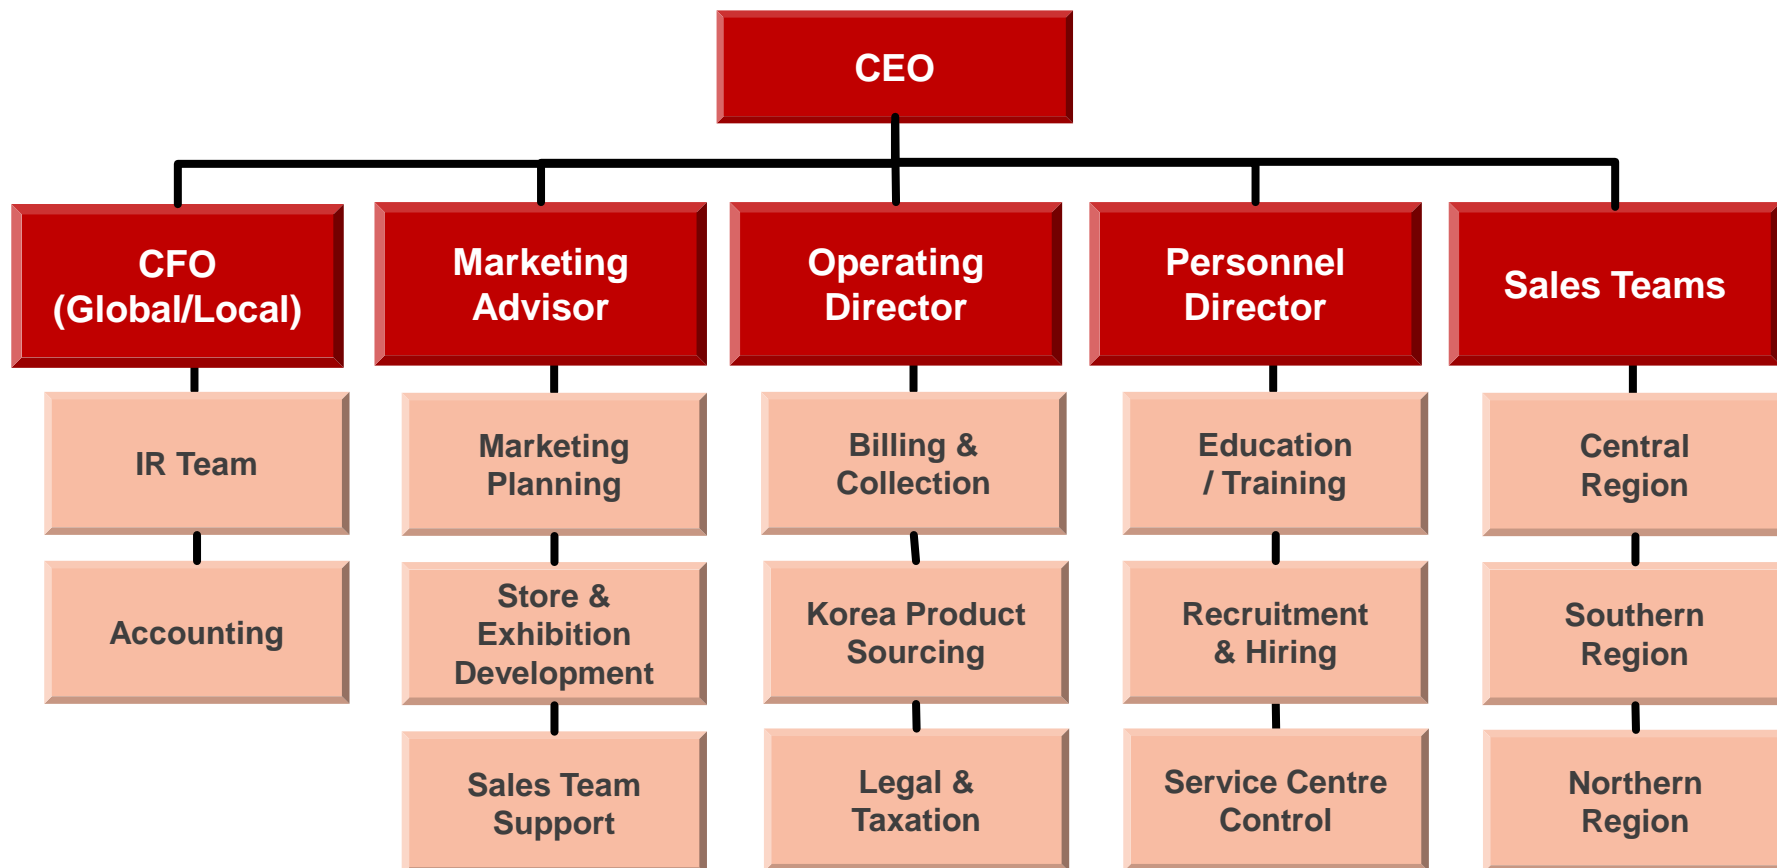 CEO
CFO
(Global/Local)
Marketing
Advisor
Operating
Director
Personnel
Director
Sales Teams
IR Team
Marketing
Planning
Billing &
Collection
Education
/ Training
Central
Region
Accounting
Store &
Exhibition
Development
Korea Product
Sourcing
Recruitment
& Hiring
Southern
Region
Sales Team
Support
Legal &
Taxation
Service Centre
Control
Northern
Region